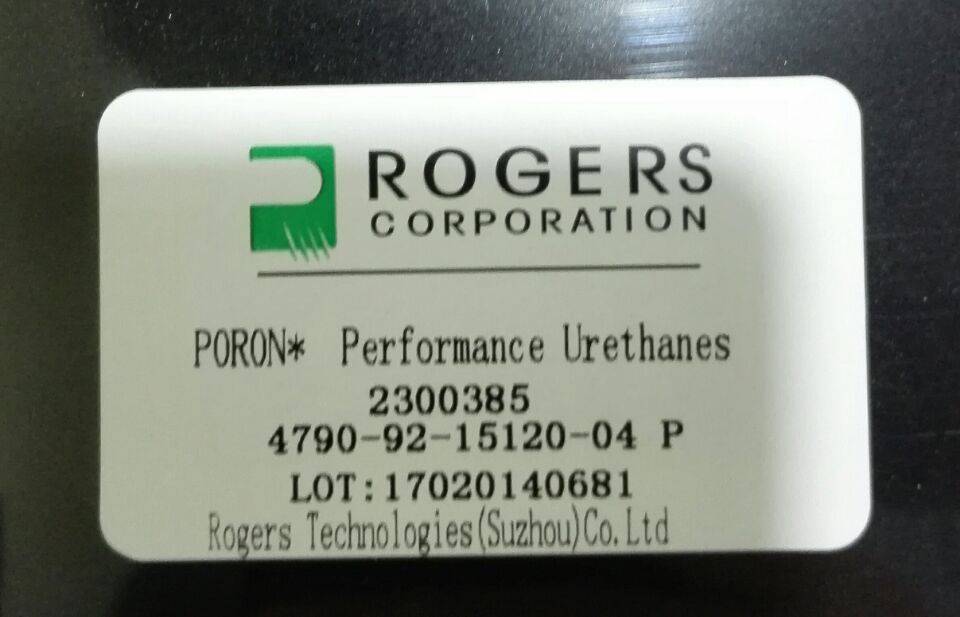 ROGERS
CORPORATION
PORON* Performance Urethanes
2300385
4790-92-15120-04 P
LOT:17020140681
Rogers Technologies(Suzhou)Co.Ltd